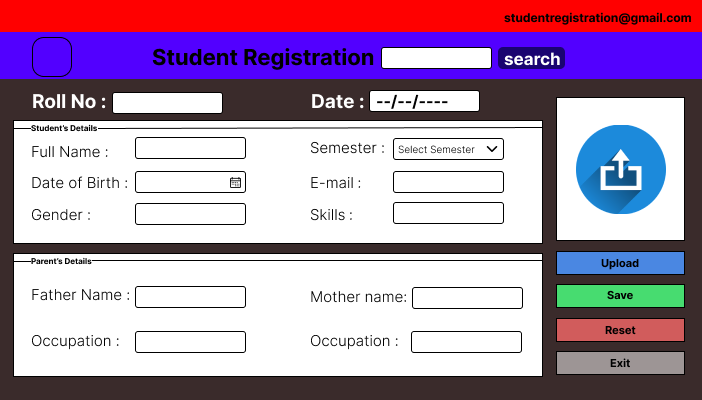 studentregistration@gmail.com
Student Registration search
Roll No : Date : --/--/----
Student's Details
Full Name : Semester : Select Semester
Date of Birth : E-mail :
Gender : Skills :
Parent's Details
Father Name : Mother name:
Occupation : Occupation :
Upload
Save
Reset
Exit